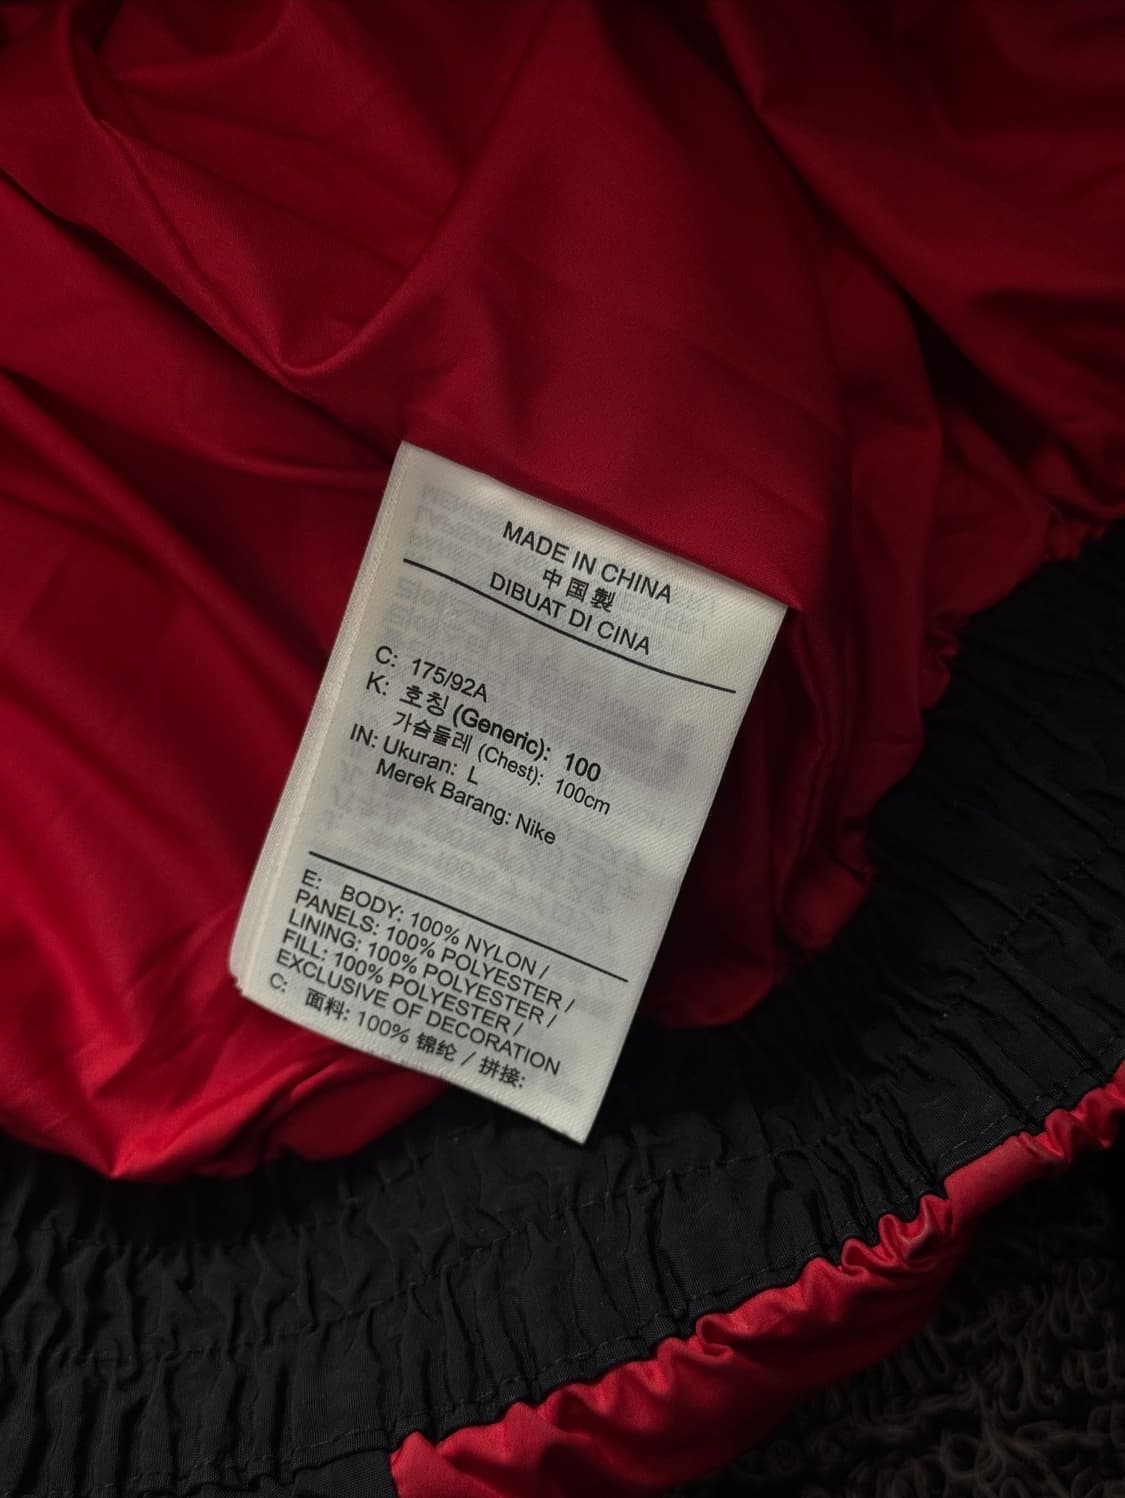 MADE IN CHINA
中国製
DIBUAT DI CINA
C: 175/92A
K: 호칭 (Generic): 100
가슴둘레 (Chest): 100cm
IN: Ukuran: L
Merek Barang: Nike
E: BODY: 100% NYLON /
PANELS: 100% POLYESTER /
LINING: 100% POLYESTER /
FILL: 100% POLYESTER /
EXCLUSIVE OF DECORATION
C: 面料: 100% 锦纶 / 拼接: